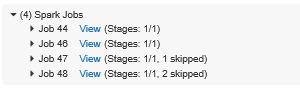 (4) Spark Jobs
Job 44 View (Stages: 1/1)
Job 46 View (Stages: 1/1)
Job 47 View (Stages: 1/1, 1 skipped)
Job 48 View (Stages: 1/1, 2 skipped)